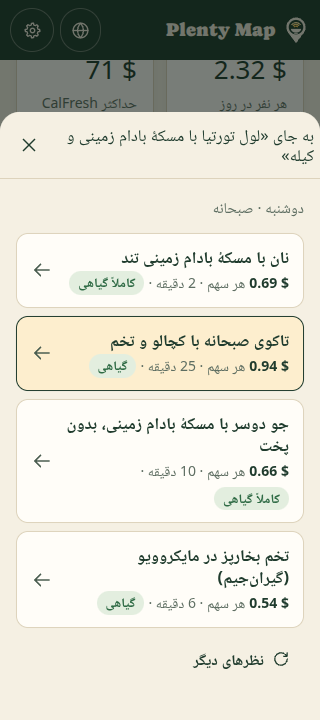 Plenty Map
2.32 $
71 $
هر نفر در روز
حداکثر CalFresh
به جای «لول تورتیا با مسکهٔ بادام زمینی و
کیله»
دوشنبه · صبحانه
نان با مسکهٔ بادام زمینی تند
0.69 $ هر سهم · 2 دقیقه · کاملاً گیاهی
تاکوی صبحانه با کچالو و تخم
0.94 $ هر سهم · 25 دقیقه · گیاهی
جو دوسر با مسکهٔ بادام زمینی، بدون
پخت
0.66 $ هر سهم · 10 دقیقه ·
کاملاً گیاهی
تخم بخارپز در مایکروویو
(گیران‌جیم)
0.54 $ هر سهم · 6 دقیقه · گیاهی
نظرهای دیگر